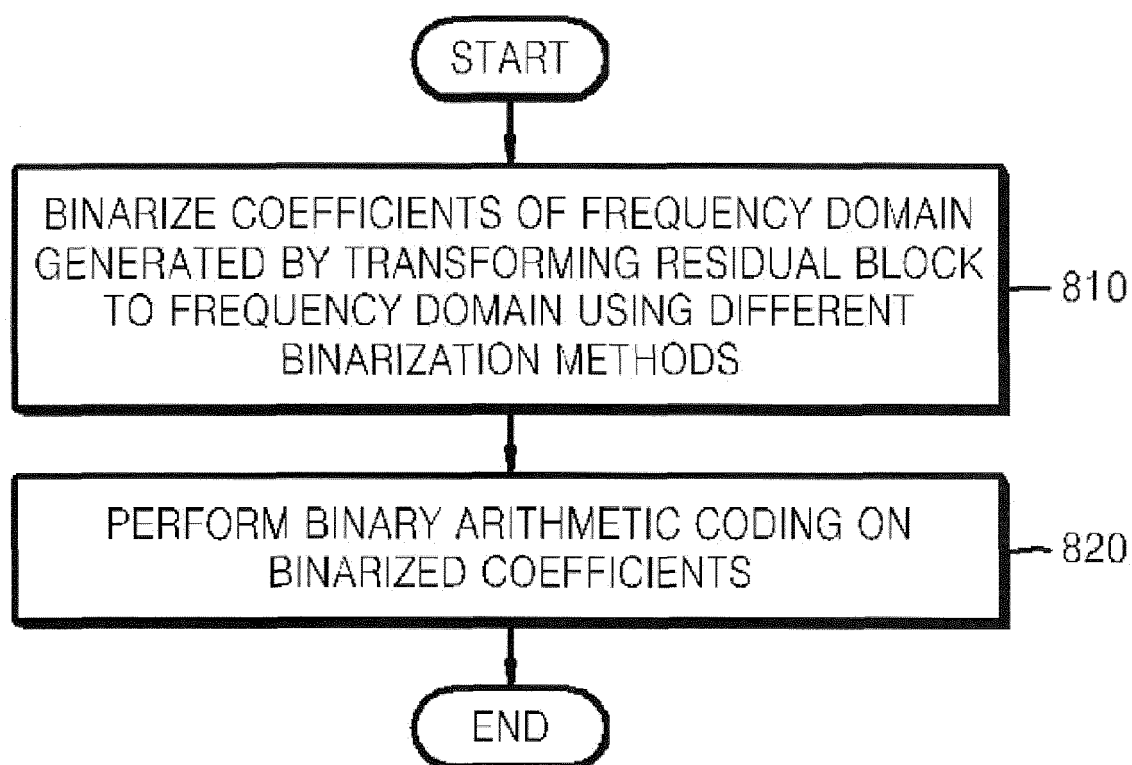 START
BINARIZE COEFFICIENTS OF FREQUENCY DOMAIN
GENERATED BY TRANSFORMING RESIDUAL BLOCK
TO FREQUENCY DOMAIN USING DIFFERENT
BINARIZATION METHODS
810
PERFORM BINARY ARITHMETIC CODING ON
BINARIZED COEFFICIENTS
820
END